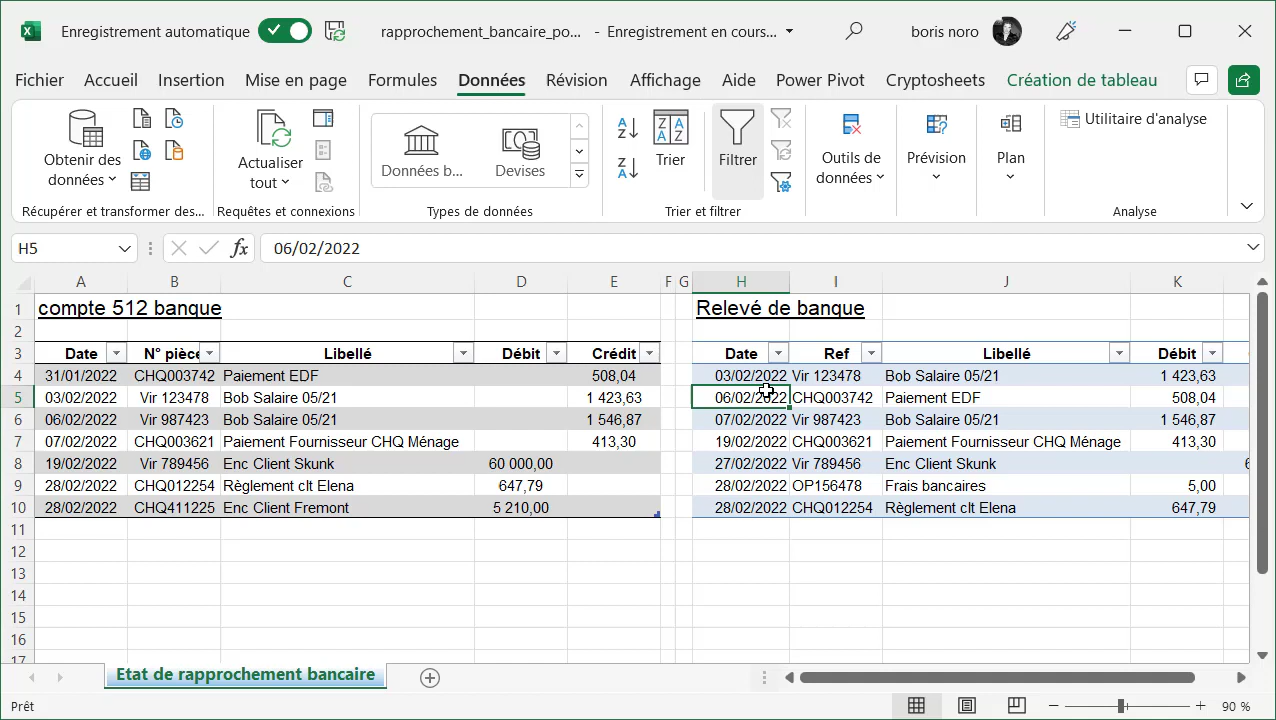 Enregistrement automatique rapprochement_bancaire_po... - Enregistrement en cours... boris noro
Fichier Accueil Insertion Mise en page Formules Données Révision Affichage Aide Power Pivot Cryptosheets Création de tableau
Obtenir des données
Actualiser tout
Données b... Devises
Trier
Filtrer
Outils de données
Prévision
Plan
Utilitaire d'analyse
Récupérer et transformer des... Requêtes et connexions Types de données Trier et filtrer Analyse
H5 fx 06/02/2022
A B C D E F G H I J K
1 compte 512 banque Relevé de banque
2
3 Date N° pièce Libellé Débit Crédit Date Ref Libellé Débit
4 31/01/2022 CHQ003742 Paiement EDF 508,04 03/02/2022 Vir 123478 Bob Salaire 05/21 1 423,63
5 03/02/2022 Vir 123478 Bob Salaire 05/21 1 423,63 06/02/2022 CHQ003742 Paiement EDF 508,04
6 06/02/2022 Vir 987423 Bob Salaire 05/21 1 546,87 07/02/2022 Vir 987423 Bob Salaire 05/21 1 546,87
7 07/02/2022 CHQ003621 Paiement Fournisseur CHQ Ménage 413,30 19/02/2022 CHQ003621 Paiement Fournisseur CHQ Ménage 413,30
8 19/02/2022 Vir 789456 Enc Client Skunk 60 000,00 27/02/2022 Vir 789456 Enc Client Skunk
9 28/02/2022 CHQ012254 Règlement clt Elena 647,79 28/02/2022 OP156478 Frais bancaires 5,00
10 28/02/2022 CHQ411225 Enc Client Fremont 5 210,00 28/02/2022 CHQ012254 Règlement clt Elena 647,79
11
12
13
14
15
16
17
Etat de rapprochement bancaire
Prêt 90 %